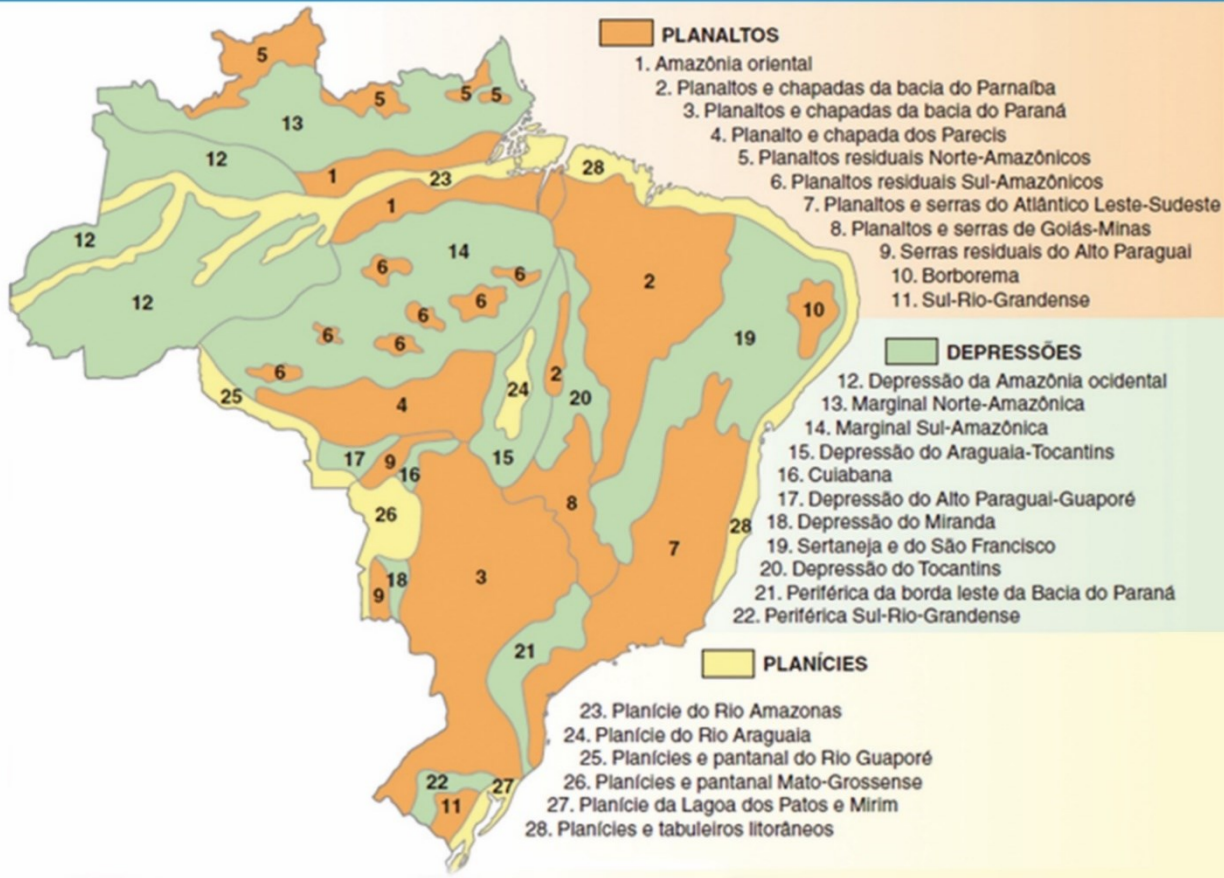 PLANALTOS
1. Amazônia oriental
2. Planaltos e chapadas da bacia do Parnaíba
3. Planaltos e chapadas da bacia do Paraná
4. Planalto e chapada dos Parecis
5. Planaltos residuais Norte-Amazônicos
6. Planaltos residuais Sul-Amazônicos
7. Planaltos e serras do Atlântico Leste-Sudeste
8. Planaltos e serras de Goiás-Minas
9. Serras residuais do Alto Paraguai
10. Borborema
11. Sul-Rio-Grandense
DEPRESSÕES
12. Depressão da Amazônia ocidental
13. Marginal Norte-Amazônica
14. Marginal Sul-Amazônica
15. Depressão do Araguaia-Tocantins
16. Cuiabana
17. Depressão do Alto Paraguai-Guaporé
18. Depressão do Miranda
19. Sertaneja e do São Francisco
20. Depressão do Tocantins
21. Periférica da borda leste da Bacia do Paraná
22. Periférica Sul-Rio-Grandense
PLANÍCIES
23. Planície do Rio Amazonas
24. Planície do Rio Araguaia
25. Planícies e pantanal do Rio Guaporé
26. Planícies e pantanal Mato-Grossense
27. Planície da Lagoa dos Patos e Mirim
28. Planícies e tabuleiros litorâneos
5
5
5
5
13
12
1
23
28
1
12
14
6
6
2
12
6
6
10
6
6
19
6
2
25
24
20
4
17
9
16
15
8
26
28
7
18
3
9
21
22
27
11